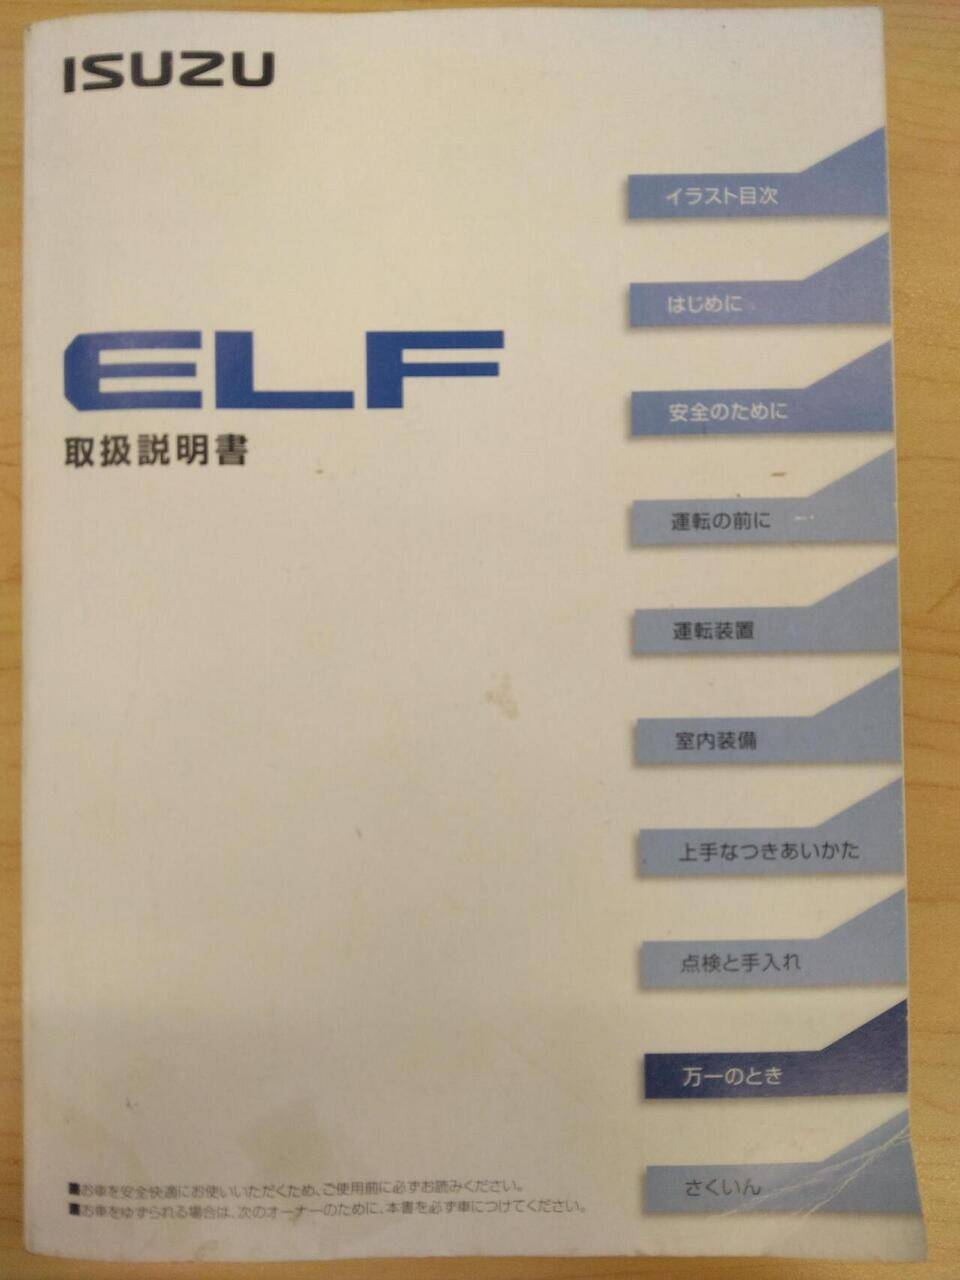 ISUZU
ELF
取扱説明書
イラスト目次
はじめに
安全のために
運転の前に
運転装置
室内装備
上手なつきあいかた
点検と手入れ
万一のとき
さくいん
■お車を安全快適にお使いいただくため、ご使用前に必ずお読みください。
■お車をゆずられる場合は、次のオーナーのために、本書を必ず車につけてください。